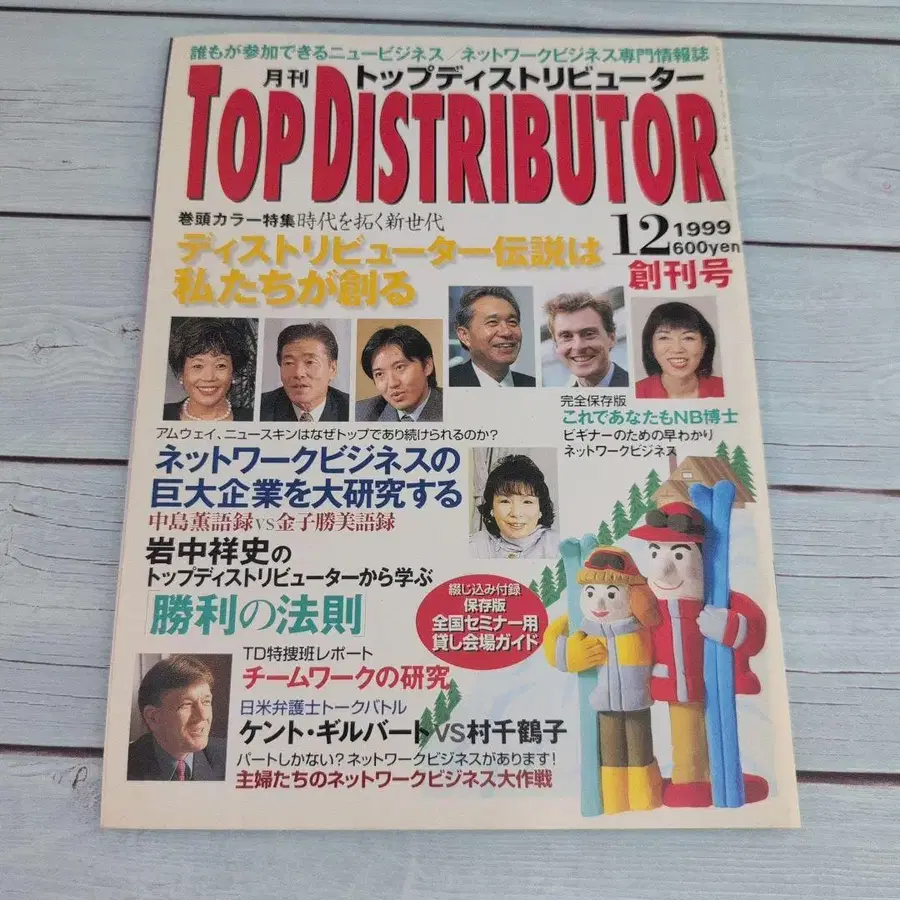 誰もが参加できるニュービジネス/ネットワークビジネス専門情報誌
月刊 トップディストリビューター
TOP DISTRIBUTOR
巻頭カラー特集 時代を拓く新世代
12 1999
600yen
創刊号
ディストリビューター伝説は
私たちが創る
完全保存版
これであなたもNB博士
ビギナーのための早わかり
ネットワークビジネス
アムウェイ、ニュースキンはなぜトップであり続けられるのか?
ネットワークビジネスの
巨大企業を大研究する
中島薫語録vs金子勝美語録
岩中祥史の
トップディストリビューターから学ぶ
「勝利の法則」
綴じ込み付録
保存版
全国セミナー用
貸し会場ガイド
TD特捜班レポート
チームワークの研究
日米弁護士トークバトル
ケント・ギルバートVS村千鶴子
パートしかない?ネットワークビジネスがあります!
主婦たちのネットワークビジネス大作戦